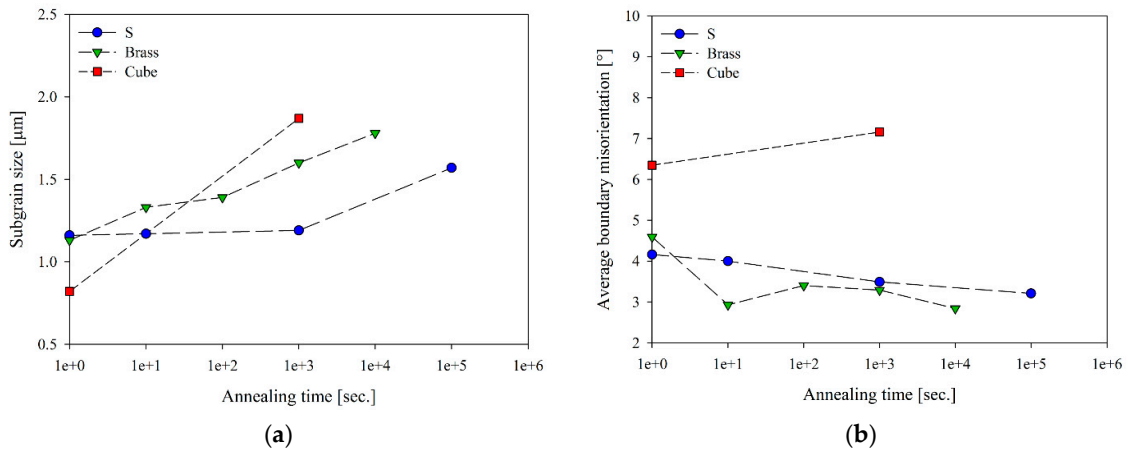 2.5
2.0
1.5
1.0
0.5
Subgrain size [µm]
S
Brass
Cube
1e+0 1e+1 1e+2 1e+3 1e+4 1e+5 1e+6
Annealing time [sec.]
(a)
10
9
8
7
6
5
4
3
2
Average boundary misorientation [°]
S
Brass
Cube
1e+0 1e+1 1e+2 1e+3 1e+4 1e+5 1e+6
Annealing time [sec.]
(b)